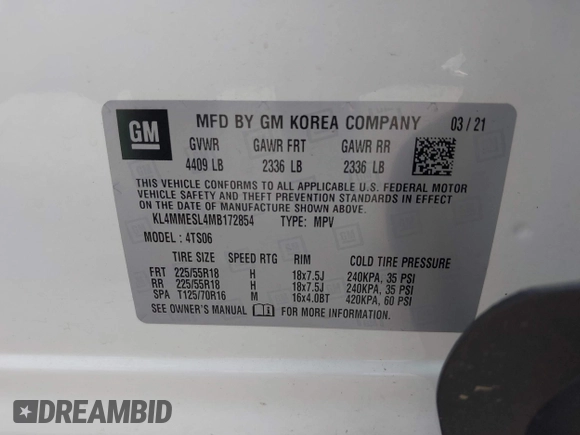 GM MFD BY GM KOREA COMPANY 03/21
GVWR GAWR FRT GAWR RR
4409 LB 2336 LB 2336 LB
THIS VEHICLE CONFORMS TO ALL APPLICABLE U.S. FEDERAL MOTOR
VEHICLE SAFETY AND THEFT PREVENTION STANDARDS IN EFFECT
ON THE DATE OF MANUFACTURE SHOWN ABOVE.
KL4MMESL4MB172854 TYPE: MPV
MODEL: 4TS06
TIRE SIZE SPEED RTG RIM COLD TIRE PRESSURE
FRT 225/55R18 H 18x7.5J 240KPA, 35 PSI
RR 225/55R18 H 18x7.5J 240KPA, 35 PSI
SPA T125/70R16 M 16x4.0BT 420KPA, 60 PSI
SEE OWNER'S MANUAL FOR MORE INFORMATION.
DREAMBID